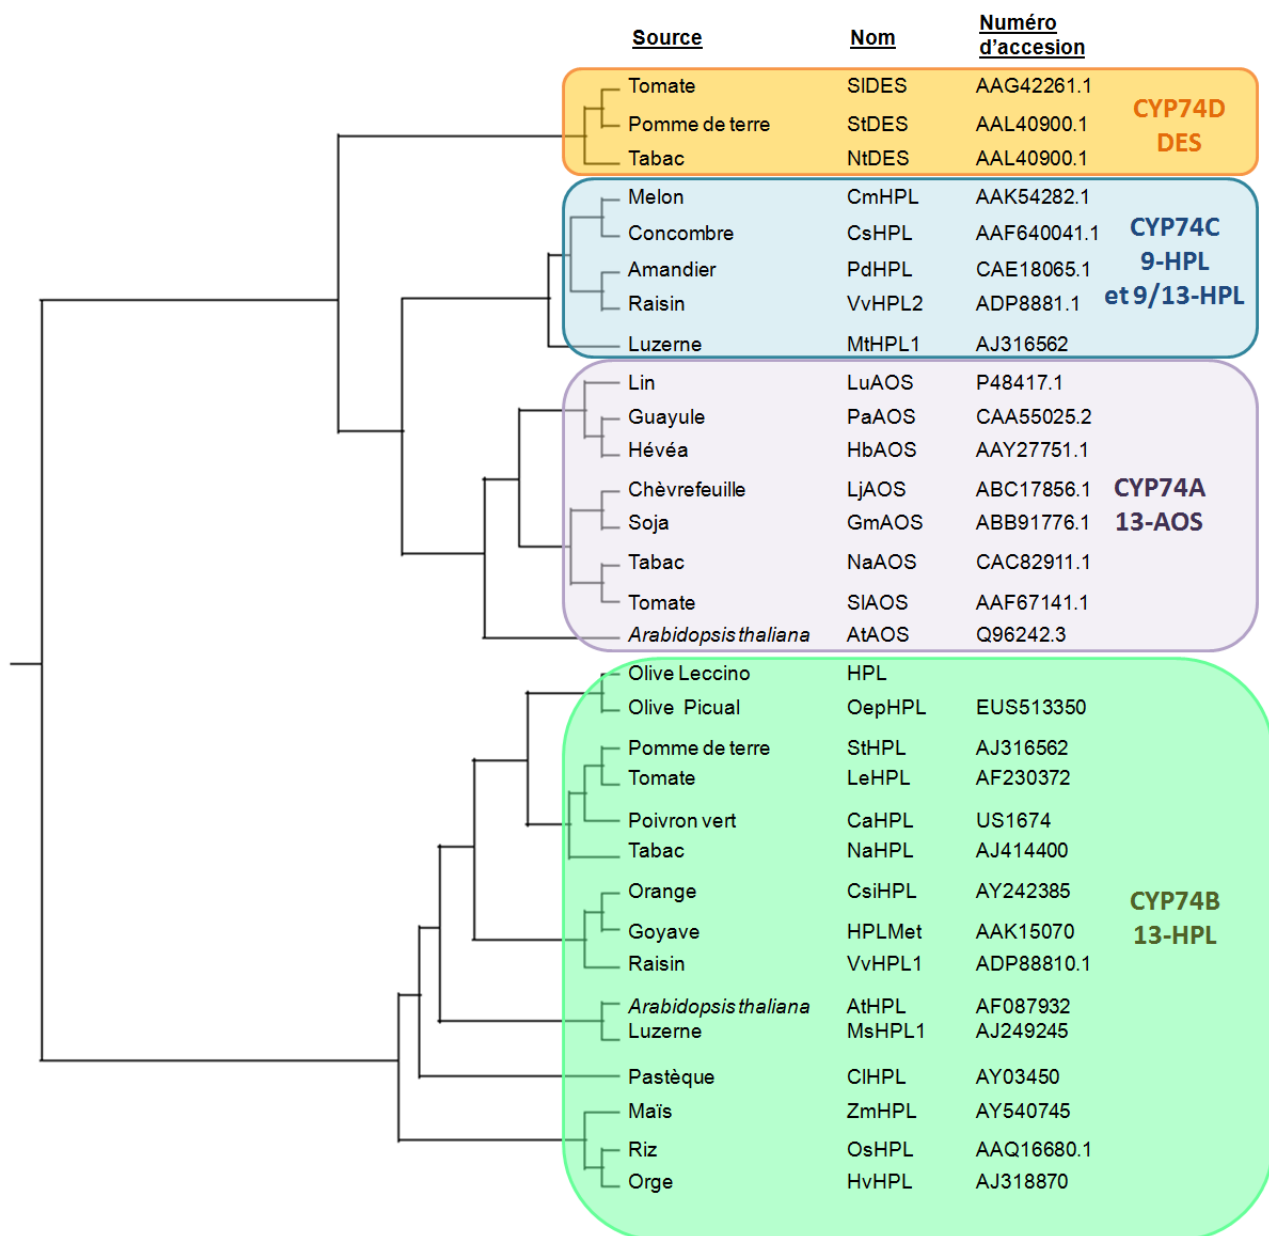 Source Nom Numéro
d'accesion
Tomate SlDES AAG42261.1
Pomme de terre StDES AAL40900.1
Tabac NtDES AAL40900.1
CYP74D
DES
Melon CmHPL AAK54282.1
Concombre CsHPL AAF640041.1
Amandier PdHPL CAE18065.1
Raisin VvHPL2 ADP8881.1
Luzerne MtHPL1 AJ316562
CYP74C
9-HPL
et 9/13-HPL
Lin LuAOS P48417.1
Guayule PaAOS CAA55025.2
Hévéa HbAOS AAY27751.1
Chèvrefeuille LjAOS ABC17856.1
Soja GmAOS ABB91776.1
Tabac NaAOS CAC82911.1
Tomate SlAOS AAF67141.1
Arabidopsis thaliana AtAOS Q96242.3
CYP74A
13-AOS
Olive Leccino HPL
Olive Picual OepHPL EUS513350
Pomme de terre StHPL AJ316562
Tomate LeHPL AF230372
Poivron vert CaHPL US1674
Tabac NaHPL AJ414400
Orange CsiHPL AY242385
Goyave HPLMet AAK15070
Raisin VvHPL1 ADP88810.1
Arabidopsis thaliana AtHPL AF087932
Luzerne MsHPL1 AJ249245
Pastèque ClHPL AY03450
Maïs ZmHPL AY540745
Riz OsHPL AAQ16680.1
Orge HvHPL AJ318870
CYP74B
13-HPL